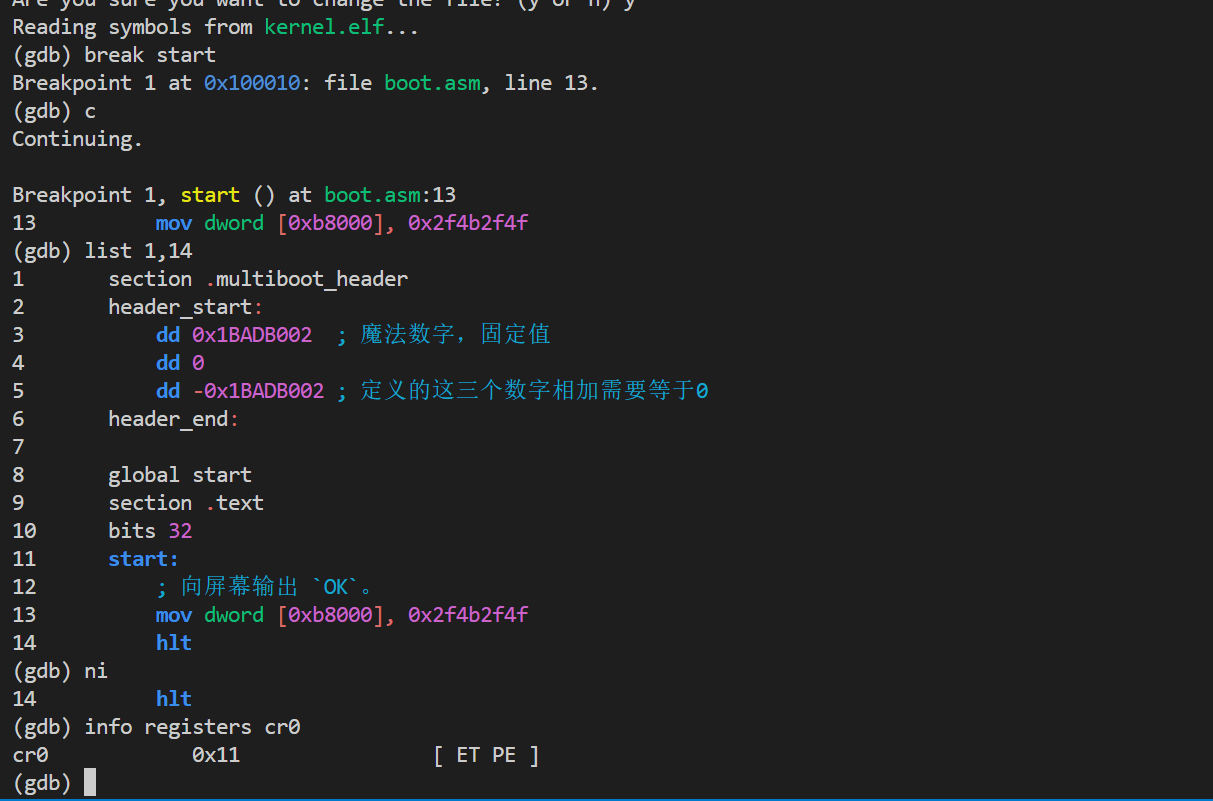 Are you sure you want to change the file? (y or n) y
Reading symbols from kernel.elf...
(gdb) break start
Breakpoint 1 at 0x100010: file boot.asm, line 13.
(gdb) c
Continuing.
Breakpoint 1, start () at boot.asm:13
13 mov dword [0xb8000], 0x2f4b2f4f
(gdb) list 1,14
1 section .multiboot_header
2 header_start:
3 dd 0x1BADB002 ; 魔法数字，固定值
4 dd 0
5 dd -0x1BADB002 ; 定义的这三个数字相加需要等于0
6 header_end:
7
8 global start
9 section .text
10 bits 32
11 start:
12 ; 向屏幕输出 `OK`。
13 mov dword [0xb8000], 0x2f4b2f4f
14 hlt
(gdb) ni
14 hlt
(gdb) info registers cr0
cr0 0x11 [ ET PE ]
(gdb)